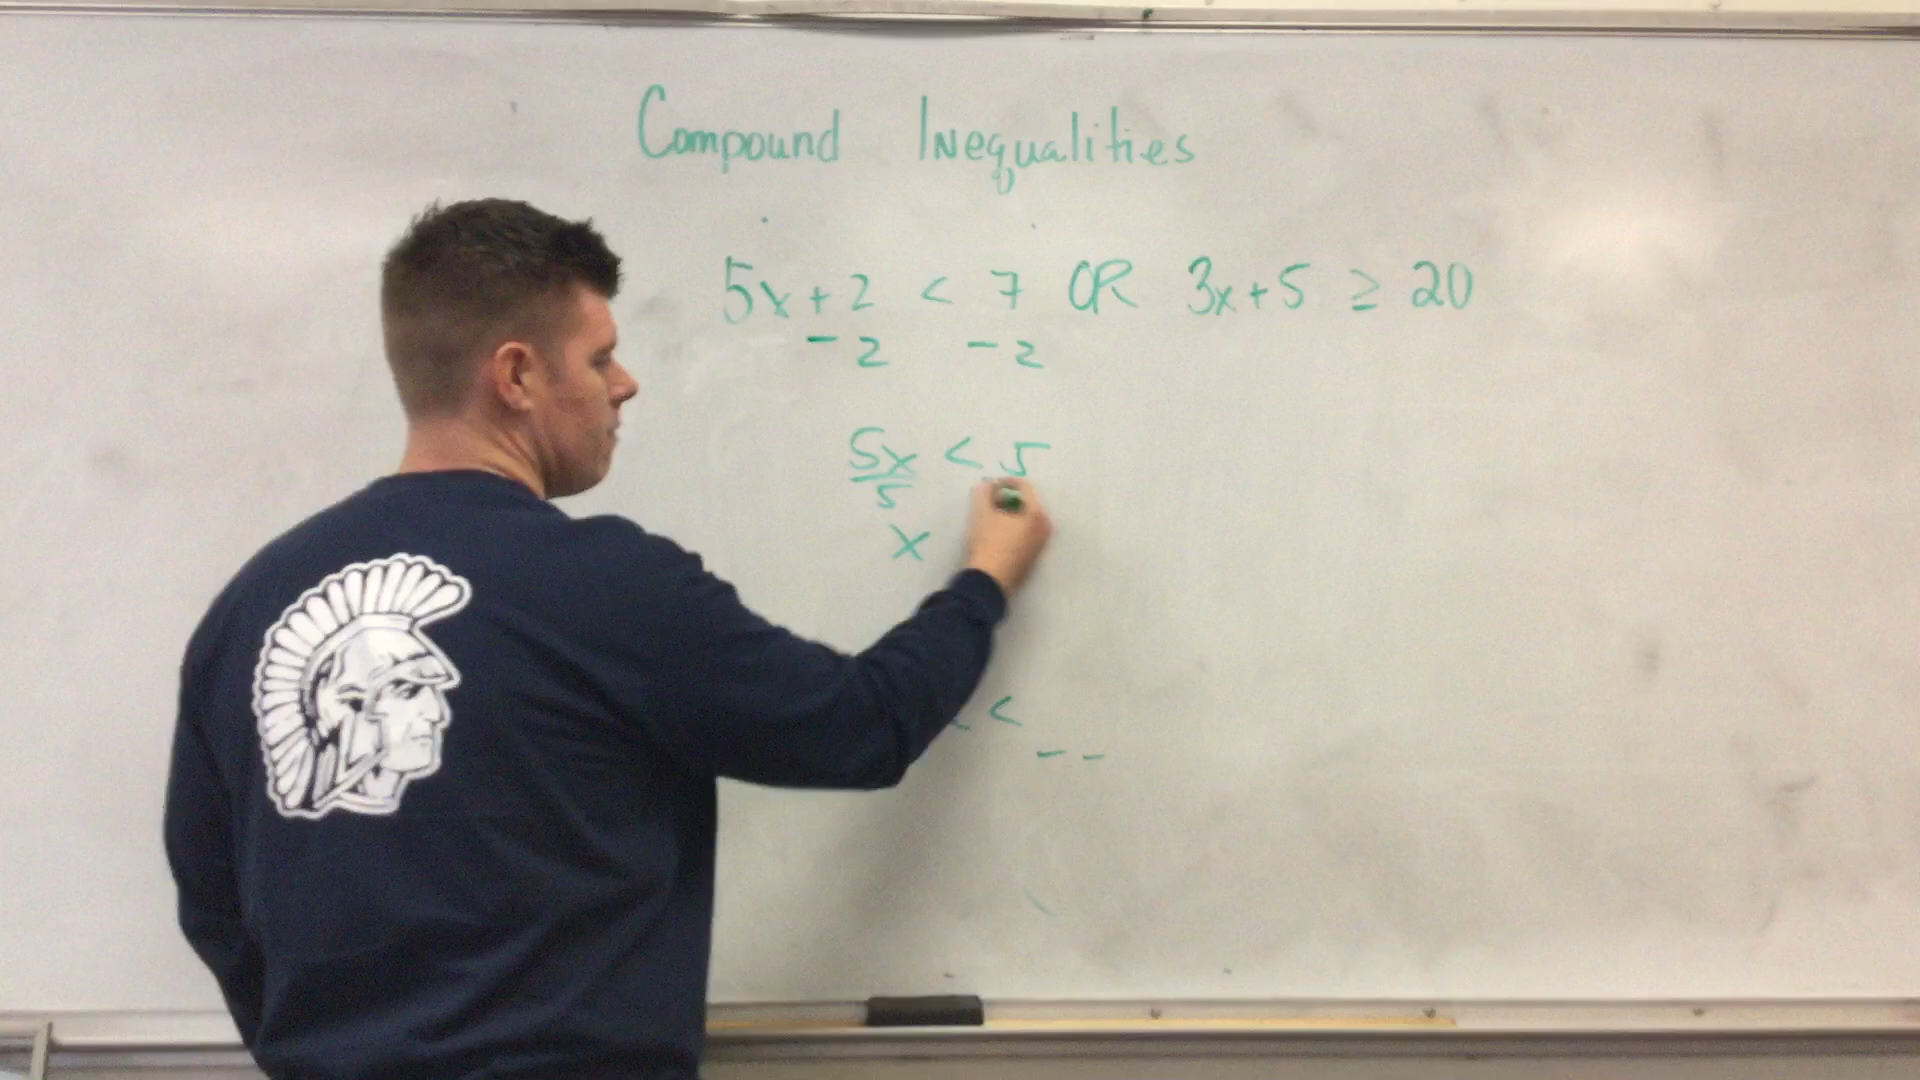 Compound Inequalities
5x + 2 < 7 OR 3x + 5 ≥ 20
- 2 - 2
5x < 5
5
x
<
- -